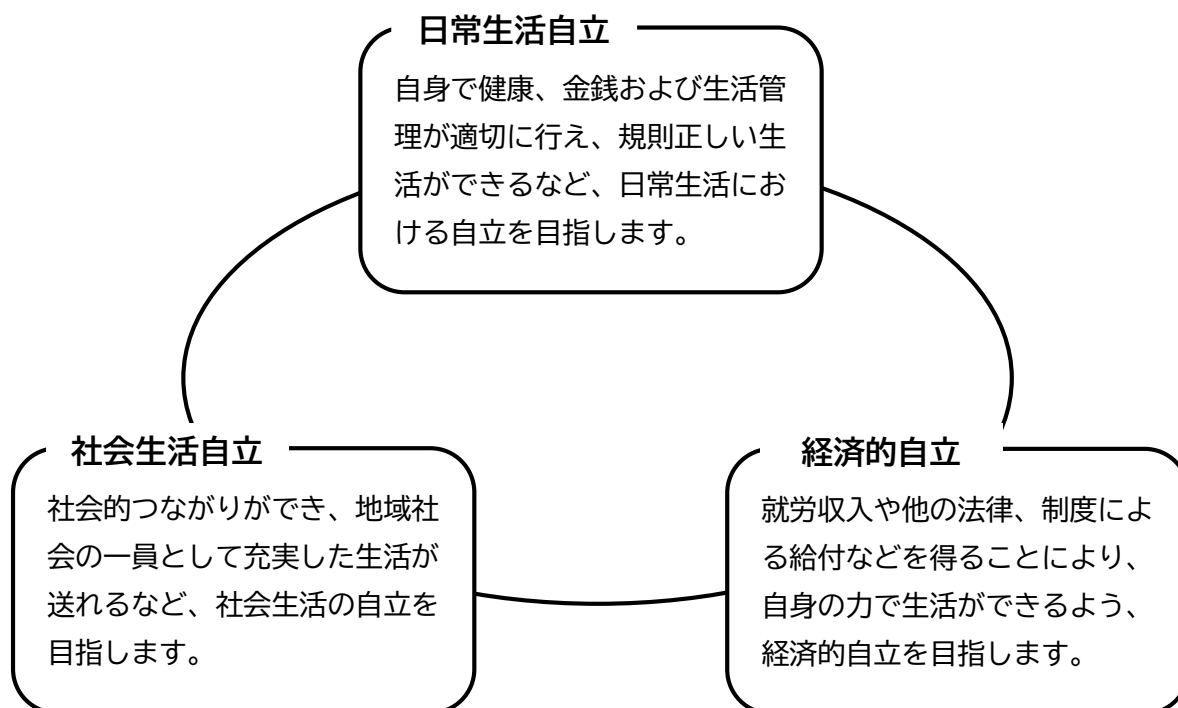 日常生活自立
自身で健康、金銭および生活管
理が適切に行え、規則正しい生
活ができるなど、日常生活にお
ける自立を目指します。
社会生活自立
社会的つながりができ、地域社
会の一員として充実した生活が
送れるなど、社会生活の自立を
目指します。
経済的自立
就労収入や他の法律、制度によ
る給付などを得ることにより、
自身の力で生活ができるよう、
経済的自立を目指します。